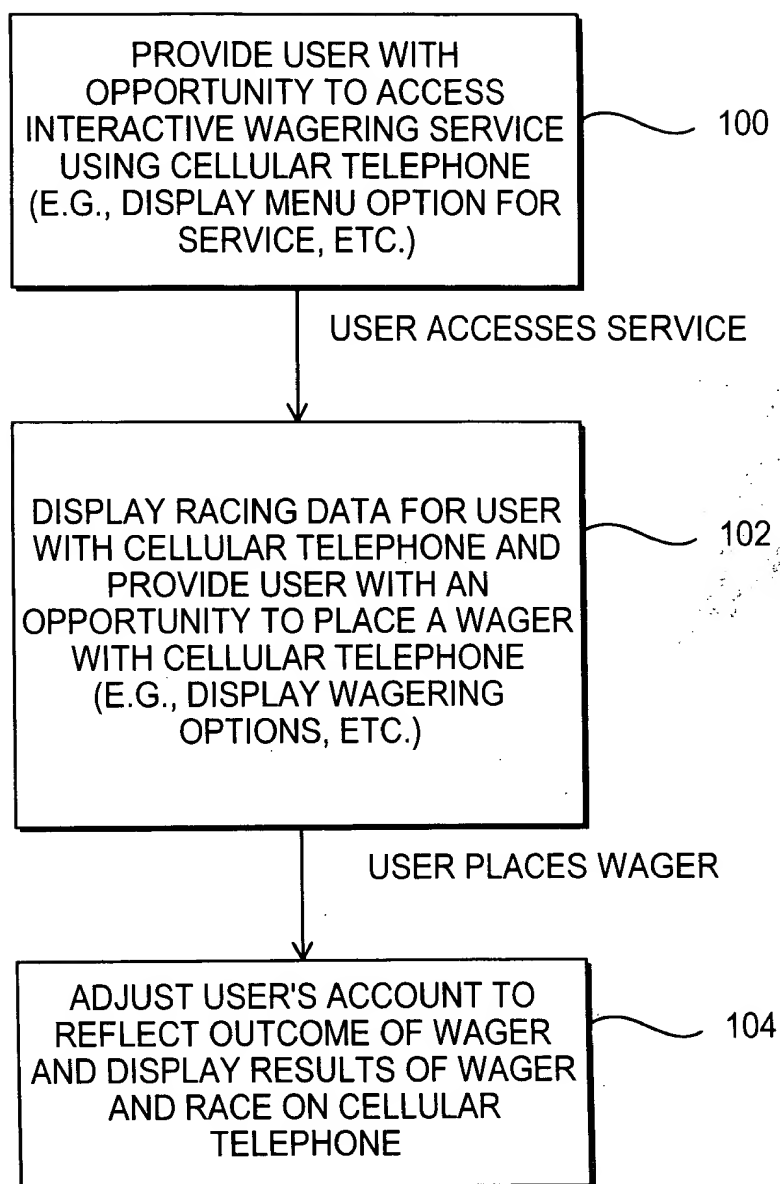 PROVIDE USER WITH
OPPORTUNITY TO ACCESS
INTERACTIVE WAGERING SERVICE
USING CELLULAR TELEPHONE
(E.G., DISPLAY MENU OPTION FOR
SERVICE, ETC.)
100
USER ACCESSES SERVICE
DISPLAY RACING DATA FOR USER
WITH CELLULAR TELEPHONE AND
PROVIDE USER WITH AN
OPPORTUNITY TO PLACE A WAGER
WITH CELLULAR TELEPHONE
(E.G., DISPLAY WAGERING
OPTIONS, ETC.)
102
USER PLACES WAGER
ADJUST USER'S ACCOUNT TO
REFLECT OUTCOME OF WAGER
AND DISPLAY RESULTS OF WAGER
AND RACE ON CELLULAR
TELEPHONE
104